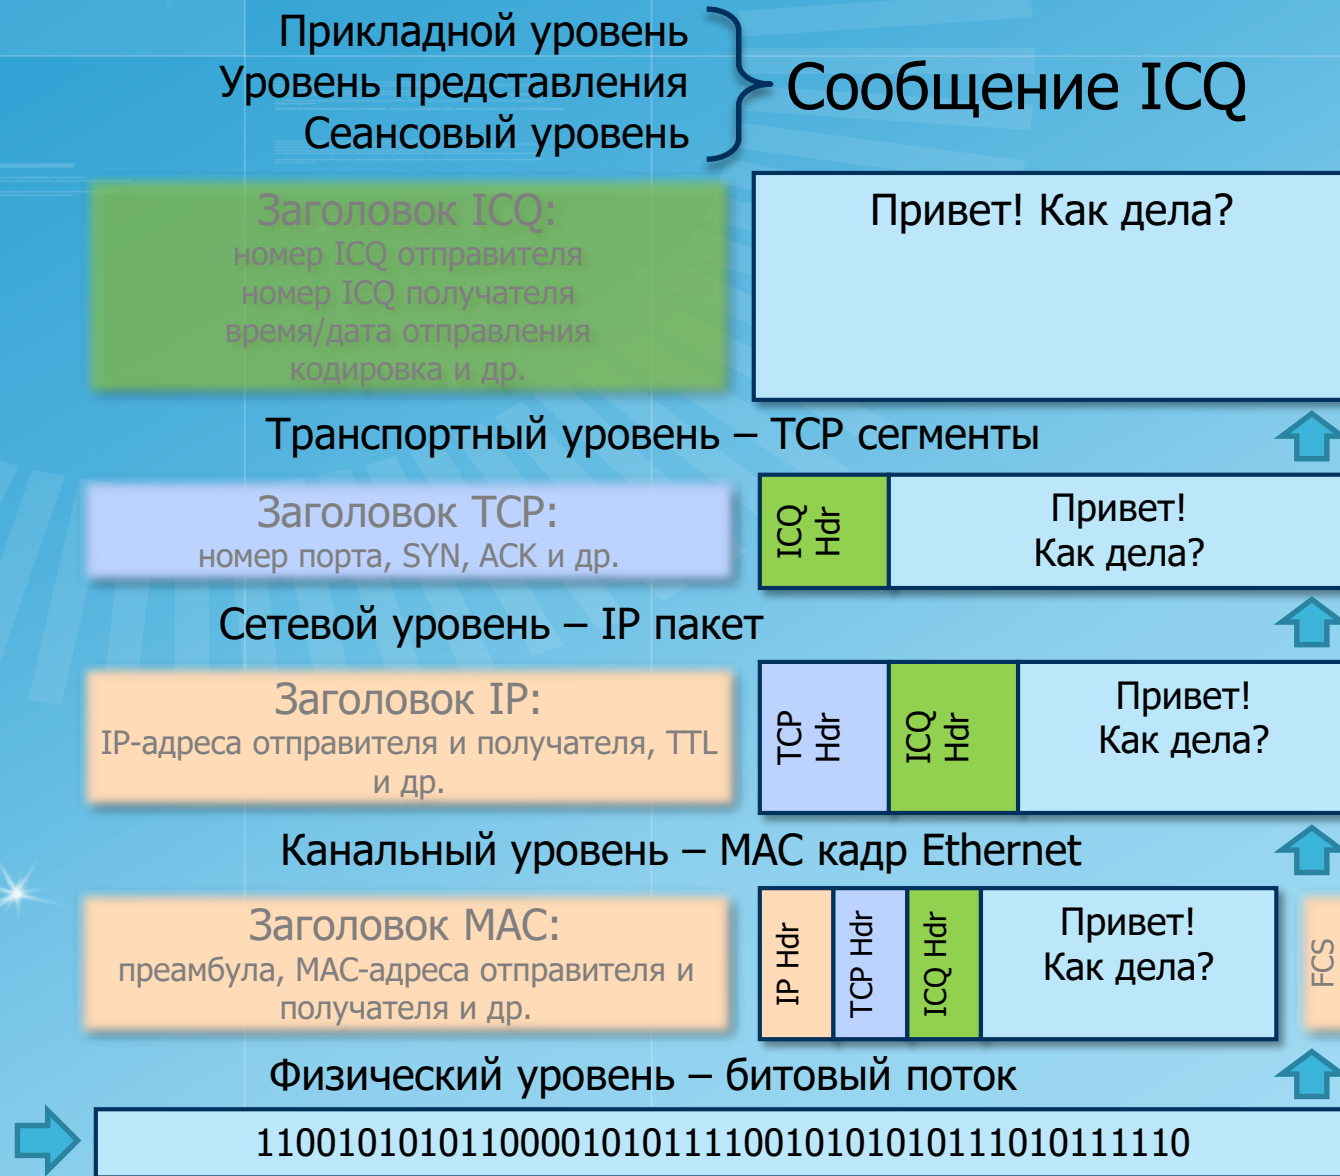 Прикладной уровень
Уровень представления
Сеансовый уровень
Сообщение ICQ
Заголовок ICQ:
номер ICQ отправителя
номер ICQ получателя
время/дата отправления
кодировка и др.
Привет! Как дела?
Транспортный уровень – TCP сегменты
Заголовок TCP:
номер порта, SYN, ACK и др.
ICQ
Hdr
Привет!
Как дела?
Сетевой уровень – IP пакет
Заголовок IP:
IP-адреса отправителя и получателя, TTL
и др.
TCP
Hdr
ICQ
Hdr
Привет!
Как дела?
Канальный уровень – MAC кадр Ethernet
Заголовок MAC:
преамбула, MAC-адреса отправителя и
получателя и др.
IP Hdr
TCP Hdr
ICQ Hdr
Привет!
Как дела?
FCS
Физический уровень – битовый поток
1100101010110000101011110010101010111010111110